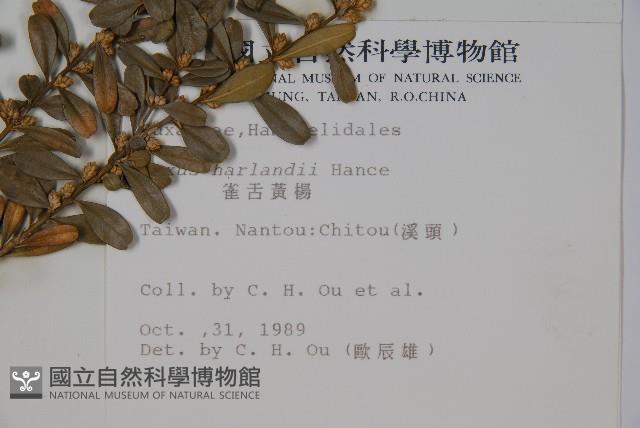 國立自然科學博物館
NAL MUSEUM OF NATURAL SCIENCE
HUNG, TAIWAN, R.O.CHINA
Hamamelidales
harlandii Hance
雀舌黃楊
Taiwan. Nantou:Chitou(溪頭)
Coll. by C. H. Ou et al.
Oct. ,31, 1989
Det. by C. H. Ou (歐辰雄)
國立自然科學博物館
NATIONAL MUSEUM OF NATURAL SCIENCE